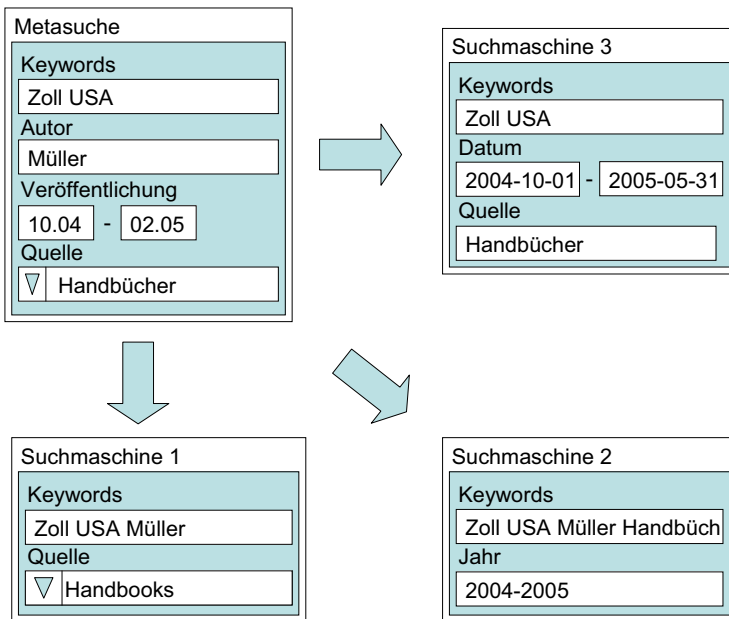 Metasuche
Keywords
Zoll USA
Autor
Müller
Veröffentlichung
10.04 - 02.05
Quelle
Handbücher
Suchmaschine 3
Keywords
Zoll USA
Datum
2004-10-01 - 2005-05-31
Quelle
Handbücher
Suchmaschine 1
Keywords
Zoll USA Müller
Quelle
Handbooks
Suchmaschine 2
Keywords
Zoll USA Müller Handbüch
Jahr
2004-2005